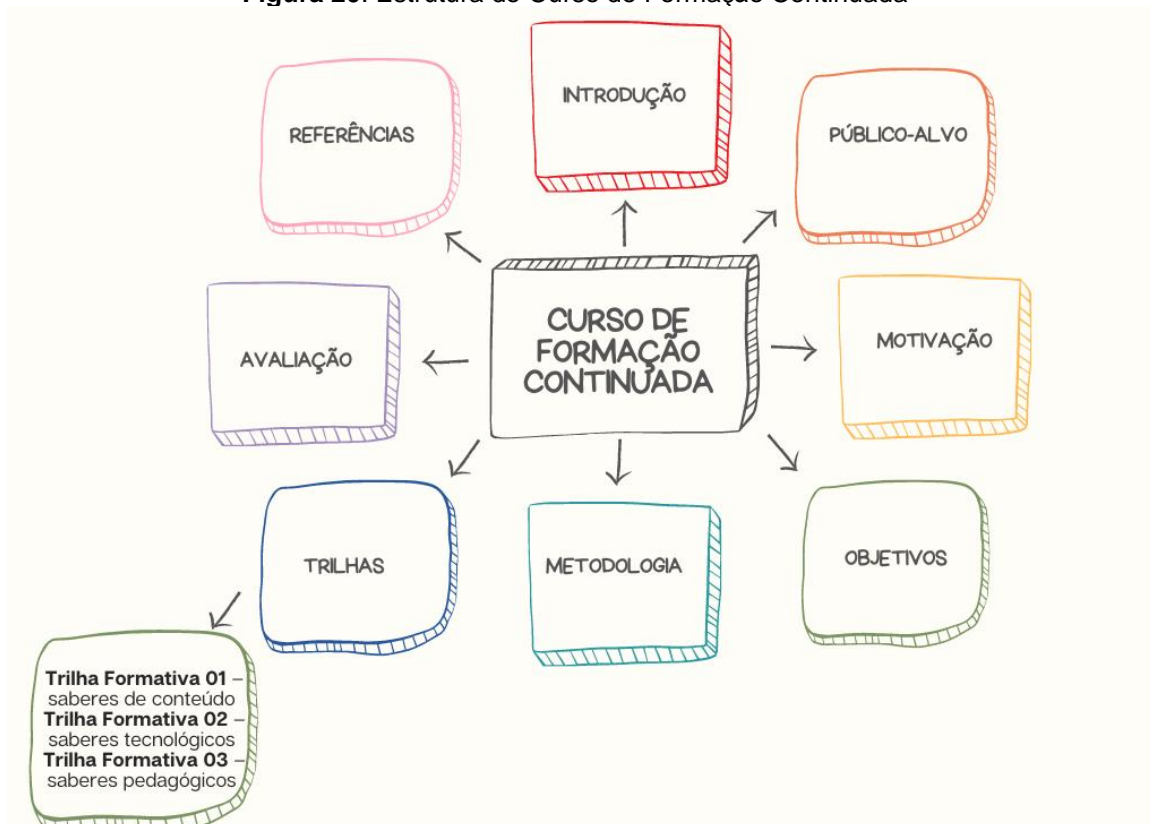 Estrutura do Curso de Formação Continuada
INTRODUÇÃO
REFERÊNCIAS
PÚBLICO-ALVO
CURSO DE
FORMAÇÃO
CONTINUADA
MOTIVAÇÃO
AVALIAÇÃO
TRILHAS
METODOLOGIA
OBJETIVOS
Trilha Formativa 01 –
saberes de conteúdo
Trilha Formativa 02 –
saberes tecnológicos
Trilha Formativa 03 –
saberes pedagógicos